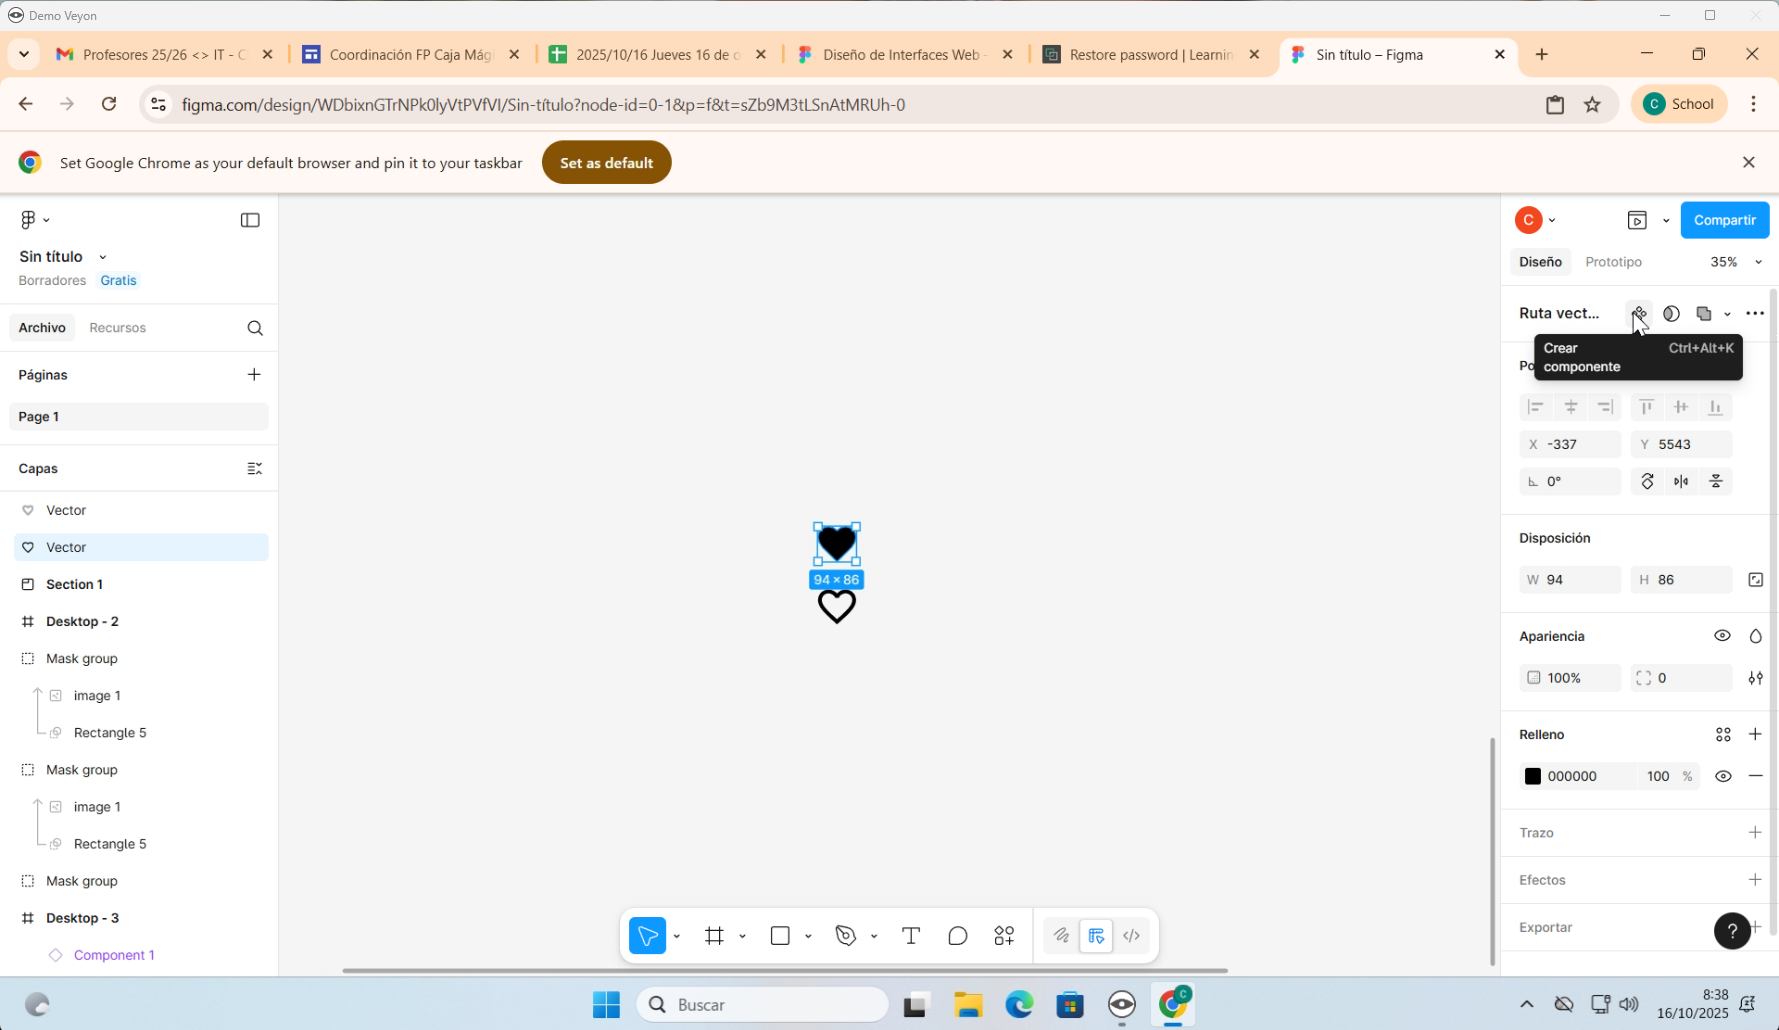 Demo Veyon
Profesores 25/26 <> IT - C
Coordinación FP Caja Mági
2025/10/16 Jueves 16 de o
Diseño de Interfaces Web -
Restore password | Learnin
Sin título – Figma
figma.com/design/WDbixnGTrNPk0lyVtPVfVI/Sin-título?node-id=0-1&p=f&t=sZb9M3tLSnAtMRUh-0
C School
Set Google Chrome as your default browser and pin it to your taskbar
Set as default
Sin título
Borradores Gratis
Archivo Recursos
Páginas
Page 1
Capas
Vector
Vector
Section 1
Desktop - 2
Mask group
image 1
Rectangle 5
Mask group
image 1
Rectangle 5
Mask group
Desktop - 3
Component 1
94 × 86
C
Compartir
Diseño Prototipo 35%
Ruta vect...
Crear componente Ctrl+Alt+K
Po
X -337 Y 5543
0°
Disposición
W 94 H 86
Apariencia
100% 0
Relleno
000000 100 %
Trazo
Efectos
Exportar
?
Buscar
C
8:38
16/10/2025